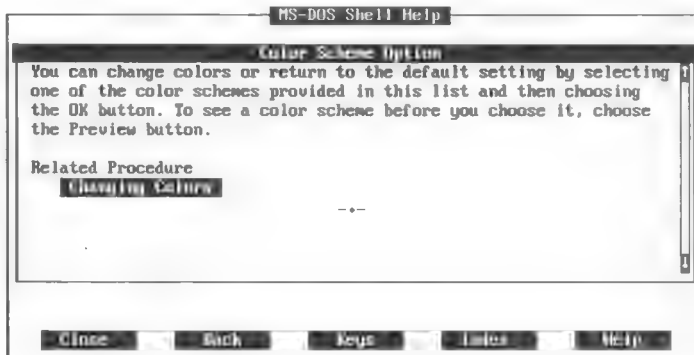 MS-DOS Shell Help
Color Scheme Option
You can change colors or return to the default setting by selecting
one of the color schemes provided in this list and then choosing
the OK button. To see a color scheme before you choose it, choose
the Preview button.
Related Procedure
Changing Colors
Close Back Keys Index Help